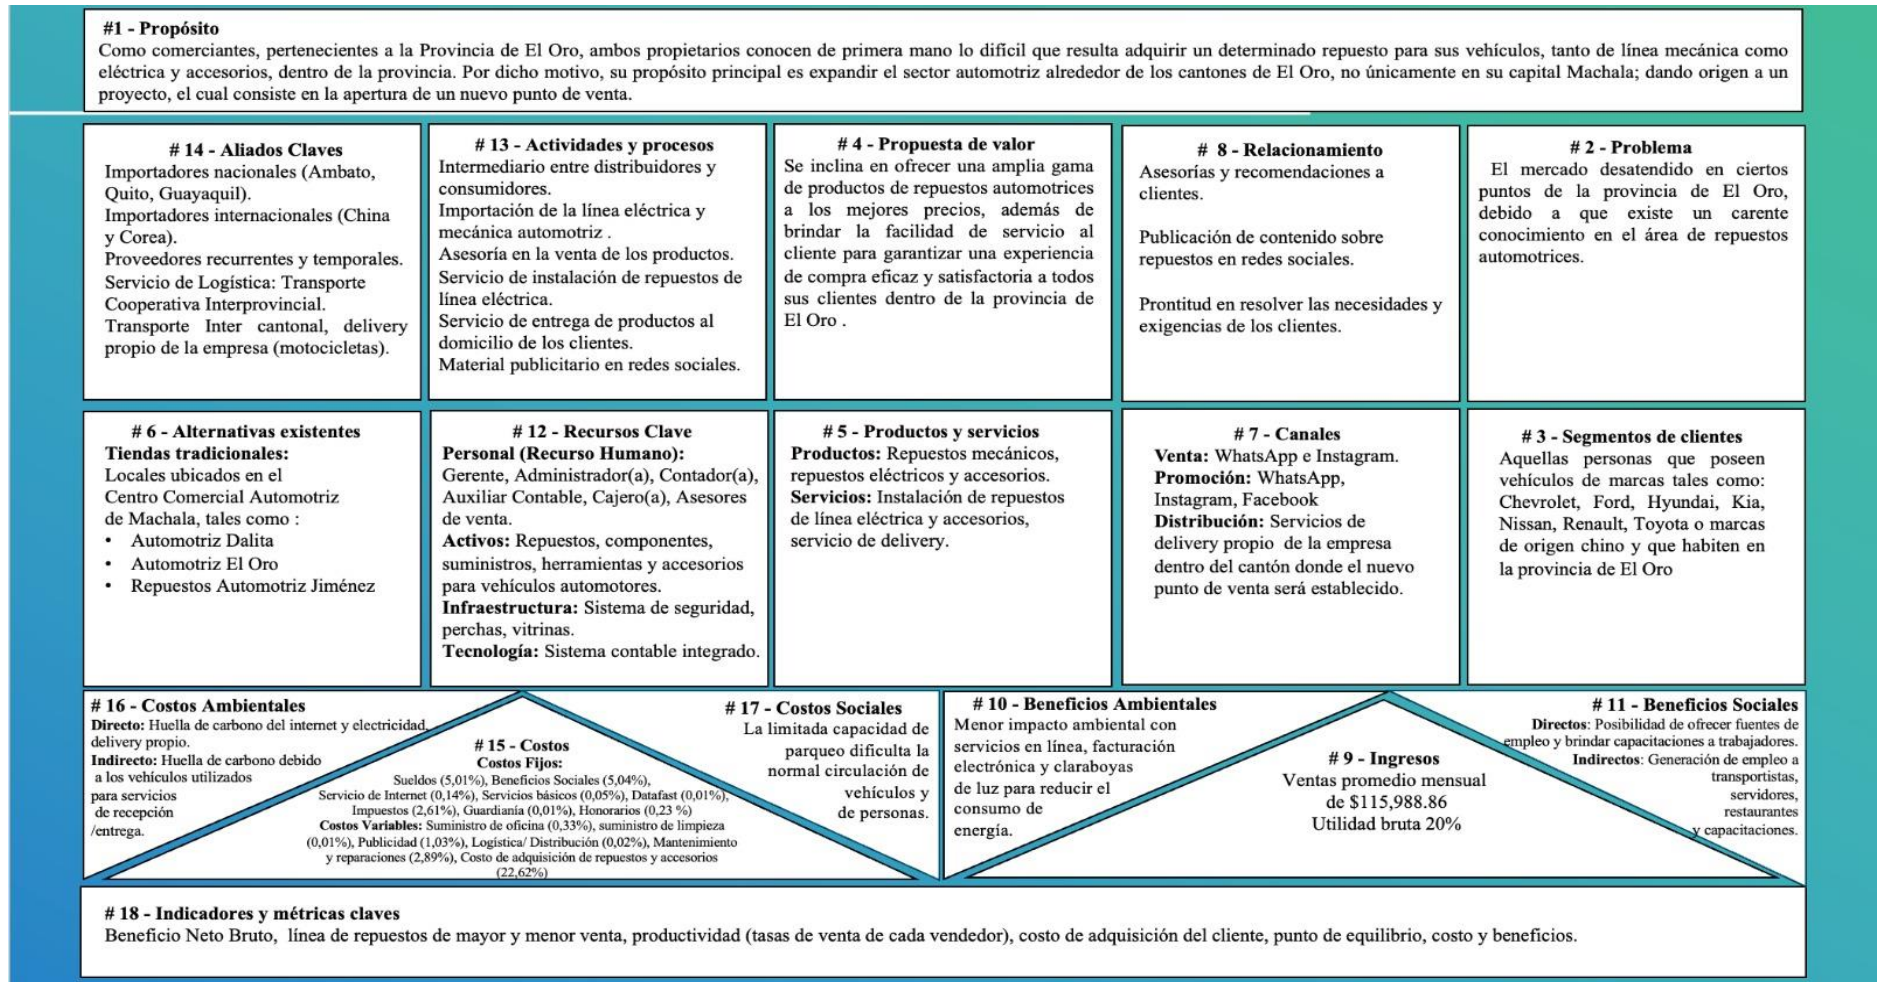 #1 - Propósito
Como comerciantes, pertenecientes a la Provincia de El Oro, ambos propietarios conocen de primera mano lo difícil que resulta adquirir un determinado repuesto para sus vehículos, tanto de línea mecánica como
eléctrica y accesorios, dentro de la provincia. Por dicho motivo, su propósito principal es expandir el sector automotriz alrededor de los cantones de El Oro, no únicamente en su capital Machala; dando origen a un
proyecto, el cual consiste en la apertura de un nuevo punto de venta.
# 14 - Aliados Claves
Importadores nacionales (Ambato,
Quito, Guayaquil).
Importadores internacionales (China
y Corea).
Proveedores recurrentes y temporales.
Servicio de Logística: Transporte
Cooperativa Interprovincial.
Transporte Inter cantonal, delivery
propio de la empresa (motocicletas).
# 13 - Actividades y procesos
Intermediario entre distribuidores y
consumidores.
Importación de la línea eléctrica y
mecánica automotriz .
Asesoría en la venta de los productos.
Servicio de instalación de repuestos de
línea eléctrica.
Servicio de entrega de productos al
domicilio de los clientes.
Material publicitario en redes sociales.
# 4 - Propuesta de valor
Se inclina en ofrecer una amplia gama
de productos de repuestos automotrices
a los mejores precios, además de
brindar la facilidad de servicio al
cliente para garantizar una experiencia
de compra eficaz y satisfactoria a todos
sus clientes dentro de la provincia de
El Oro .
# 8 - Relacionamiento
Asesorías y recomendaciones a
clientes.
Publicación de contenido sobre
repuestos en redes sociales.
Prontitud en resolver las necesidades y
exigencias de los clientes.
# 2 - Problema
El mercado desatendido en ciertos
puntos de la provincia de El Oro,
debido a que existe un carente
conocimiento en el área de repuestos
automotrices.
# 6 - Alternativas existentes
Tiendas tradicionales:
Locales ubicados en el
Centro Comercial Automotriz
de Machala, tales como :
• Automotriz Dalita
• Automotriz El Oro
• Repuestos Automotriz Jiménez
# 12 - Recursos Clave
Personal (Recurso Humano):
Gerente, Administrador(a), Contador(a),
Auxiliar Contable, Cajero(a), Asesores
de venta.
Activos: Repuestos, componentes,
suministros, herramientas y accesorios
para vehículos automotores.
Infraestructura: Sistema de seguridad,
perchas, vitrinas.
Tecnología: Sistema contable integrado.
# 5 - Productos y servicios
Productos: Repuestos mecánicos,
repuestos eléctricos y accesorios.
Servicios: Instalación de repuestos
de línea eléctrica y accesorios,
servicio de delivery.
# 7 - Canales
Venta: WhatsApp e Instagram.
Promoción: WhatsApp,
Instagram, Facebook
Distribución: Servicios de
delivery propio de la empresa
dentro del cantón donde el nuevo
punto de venta será establecido.
# 3 - Segmentos de clientes
Aquellas personas que poseen
vehículos de marcas tales como:
Chevrolet, Ford, Hyundai, Kia,
Nissan, Renault, Toyota o marcas
de origen chino y que habiten en
la provincia de El Oro
# 16 - Costos Ambientales
Directo: Huella de carbono del internet y electricidad,
delivery propio.
Indirecto: Huella de carbono debido
a los vehículos utilizados
para servicios
de recepción
/entrega.
# 15 - Costos
Costos Fijos:
Sueldos (5,01%), Beneficios Sociales (5,04%),
Servicio de Internet (0,14%), Servicios básicos (0,05%), Datafast (0,01%),
Impuestos (2,61%), Guardianía (0,01%), Honorarios (0,23 %)
Costos Variables: Suministro de oficina (0,33%), suministro de limpieza
(0,01%), Publicidad (1,03%), Logística/ Distribución (0,02%), Mantenimiento
y reparaciones (2,89%), Costo de adquisición de repuestos y accesorios
(22,62%)
# 17 - Costos Sociales
La limitada capacidad de
parqueo dificulta la
normal circulación de
vehículos y
de personas.
# 10 - Beneficios Ambientales
Menor impacto ambiental con
servicios en línea, facturación
electrónica y claraboyas
de luz para reducir el
consumo de
energía.
# 9 - Ingresos
Ventas promedio mensual
de $115,988.86
Utilidad bruta 20%
# 11 - Beneficios Sociales
Directos: Posibilidad de ofrecer fuentes de
empleo y brindar capacitaciones a trabajadores.
Indirectos: Generación de empleo a
transportistas,
servidores,
restaurantes
y capacitaciones.
# 18 - Indicadores y métricas claves
Beneficio Neto Bruto, línea de repuestos de mayor y menor venta, productividad (tasas de venta de cada vendedor), costo de adquisición del cliente, punto de equilibrio, costo y beneficios.